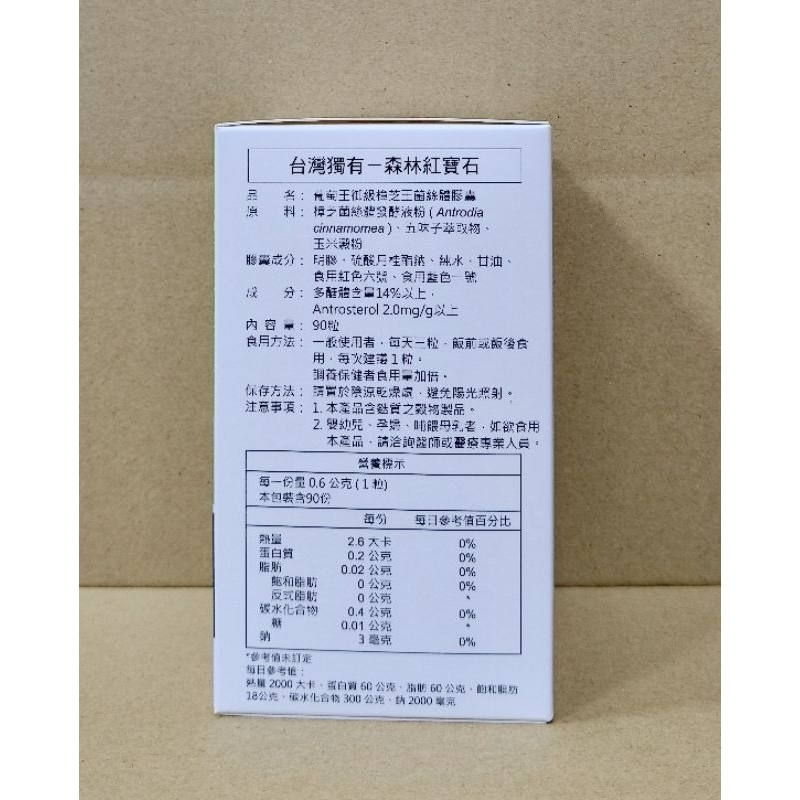 台灣獨有－森林紅寶石
品 名：葡萄王御級樟芝王菌絲體膠囊
原 料：樟芝菌絲體發酵液粉 ( Antrodia
cinnamomea )、五味子萃取物、
玉米澱粉
膠囊成分：明膠、硫酸月桂酯鈉、純水、甘油、
食用紅色六號、食用藍色一號
成 分：多醣體含量14%以上，
Antrosterol 2.0mg/g以上
內 容 量：90粒
食用方法：一般使用者，每天三粒，飯前或飯後食
用，每次建議１粒。
調養保健者食用量加倍。
保存方法：請置於陰涼乾燥處，避免陽光照射。
注意事項：1. 本產品含麩質之穀物製品。
2. 嬰幼兒、孕婦、哺餵母乳者，如欲食用
本產品，請洽詢醫師或醫療專業人員。
營養標示
每一份量 0.6 公克 ( 1 粒)
本包裝含90份
每份 每日參考值百分比
熱量 2.6 大卡 0%
蛋白質 0.2 公克 0%
脂肪 0.02 公克 0%
飽和脂肪 0 公克 0%
反式脂肪 0 公克 *
碳水化合物 0.4 公克 0%
糖 0.01 公克 *
鈉 3 毫克 0%
*參考值未訂定
每日參考值：
熱量 2000 大卡、蛋白質 60 公克、脂肪 60 公克、飽和脂肪
18公克、碳水化合物 300 公克、鈉 2000 毫克